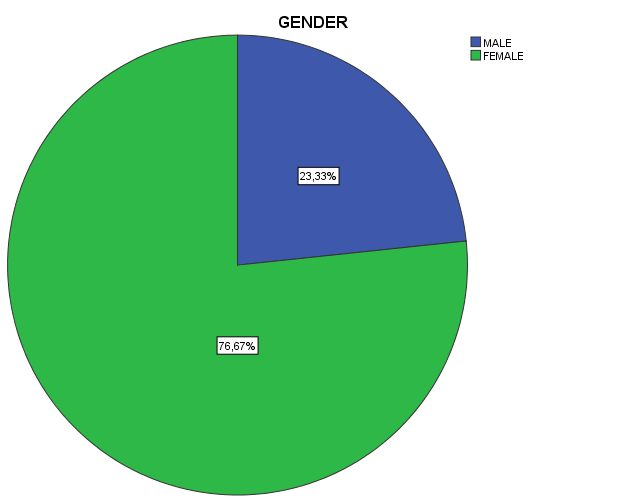 GENDER
MALE
FEMALE
23,33%
76,67%